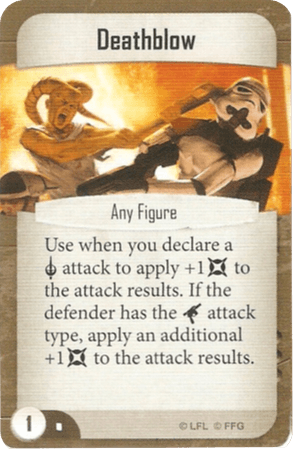 Deathblow
Any Figure
Use when you declare a
attack to apply +1 to
the attack results. If the
defender has the attack
type, apply an additional
+1 to the attack results.
1
© LFL © FFG